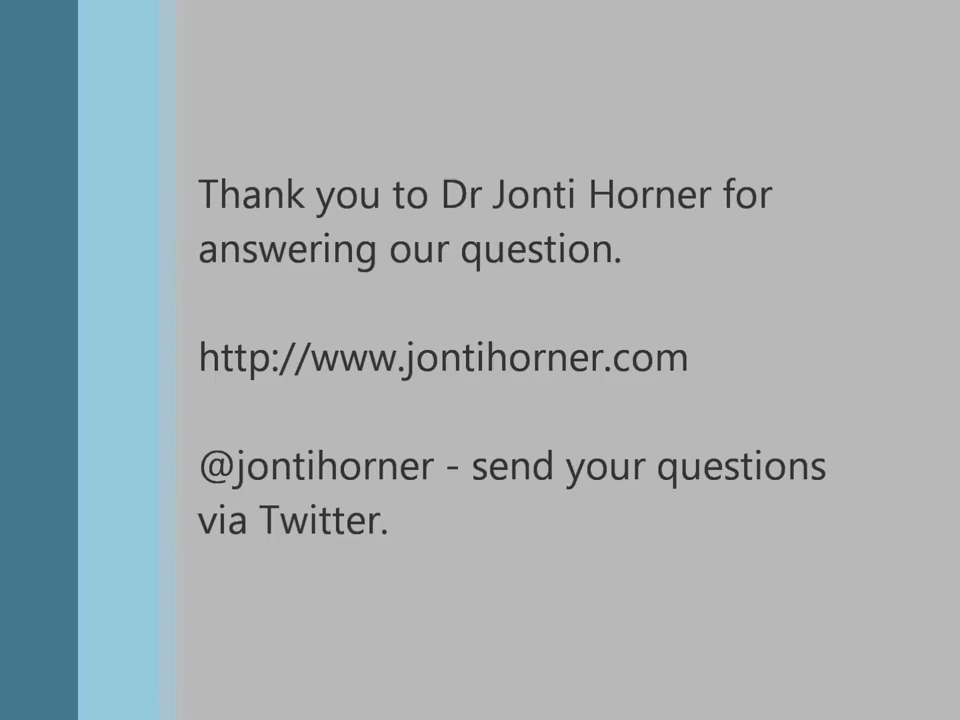 Thank you to Dr Jonti Horner for
answering our question.
http://www.jontihorner.com
@jontihorner - send your questions
via Twitter.